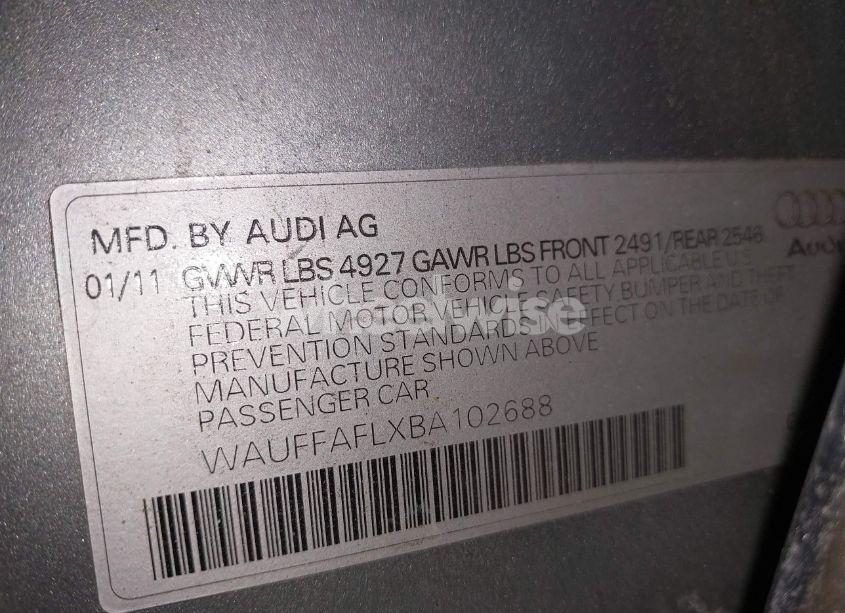 MFD. BY AUDI AG
01/11 GVWR LBS 4927 GAWR LBS FRONT 2491/REAR 2546
THIS VEHICLE CONFORMS TO ALL APPLICABLE U
FEDERAL MOTOR VEHICLE SAFETY BUMPER AND THEFT
PREVENTION STANDARDS IN EFFECT ON THE DATE OF
MANUFACTURE SHOWN ABOVE
PASSENGER CAR
WAUFFAFLXBA102688
Audi